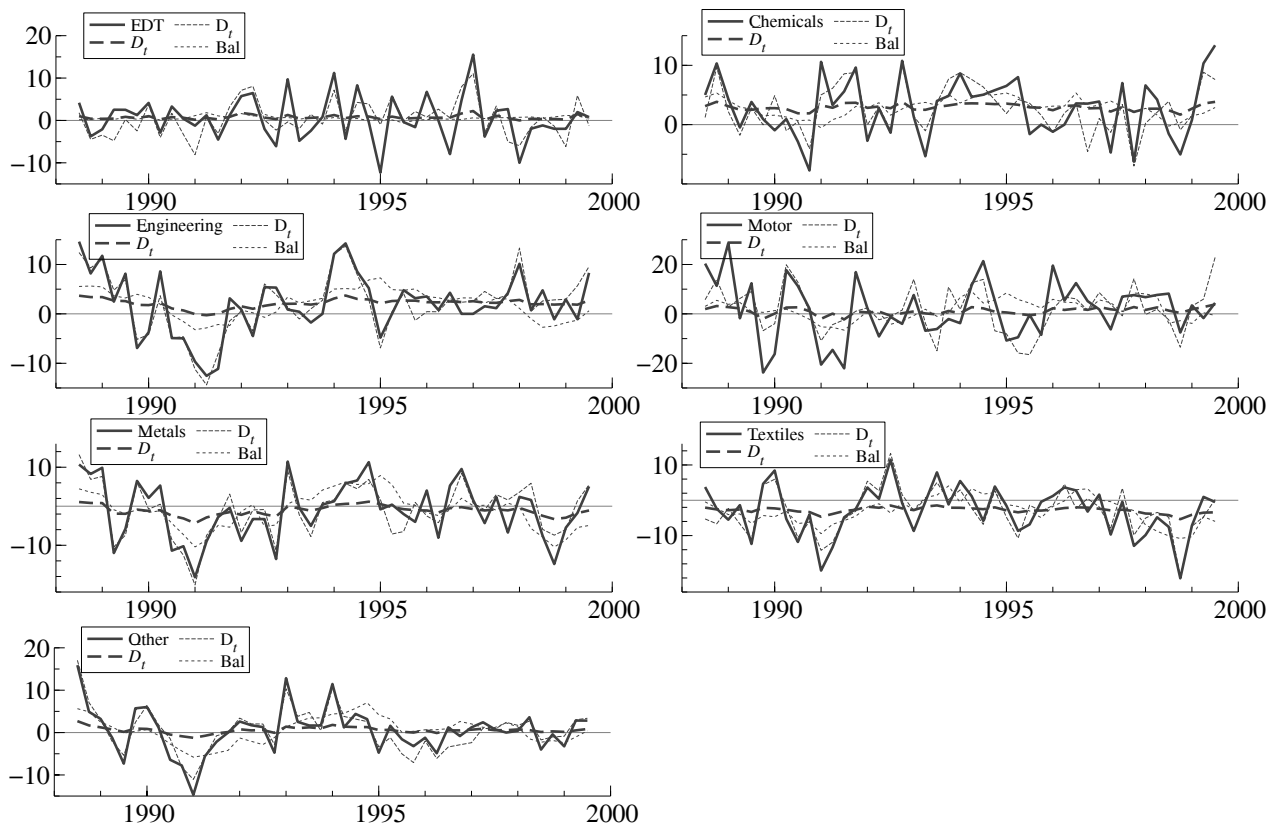 EDT D_t
D_t Bal
20
10
0
−10
1990 1995 2000
Chemicals D_t
D_t Bal
10
0
1990 1995 2000
Engineering D_t
D_t Bal
10
0
−10
1990 1995 2000
Motor D_t
D_t Bal
20
0
−20
1990 1995 2000
Metals D_t
D_t Bal
10
−10
1990 1995 2000
Textiles D_t
D_t Bal
10
−10
1990 1995 2000
Other D_t
D_t Bal
20
10
0
−10
1990 1995 2000